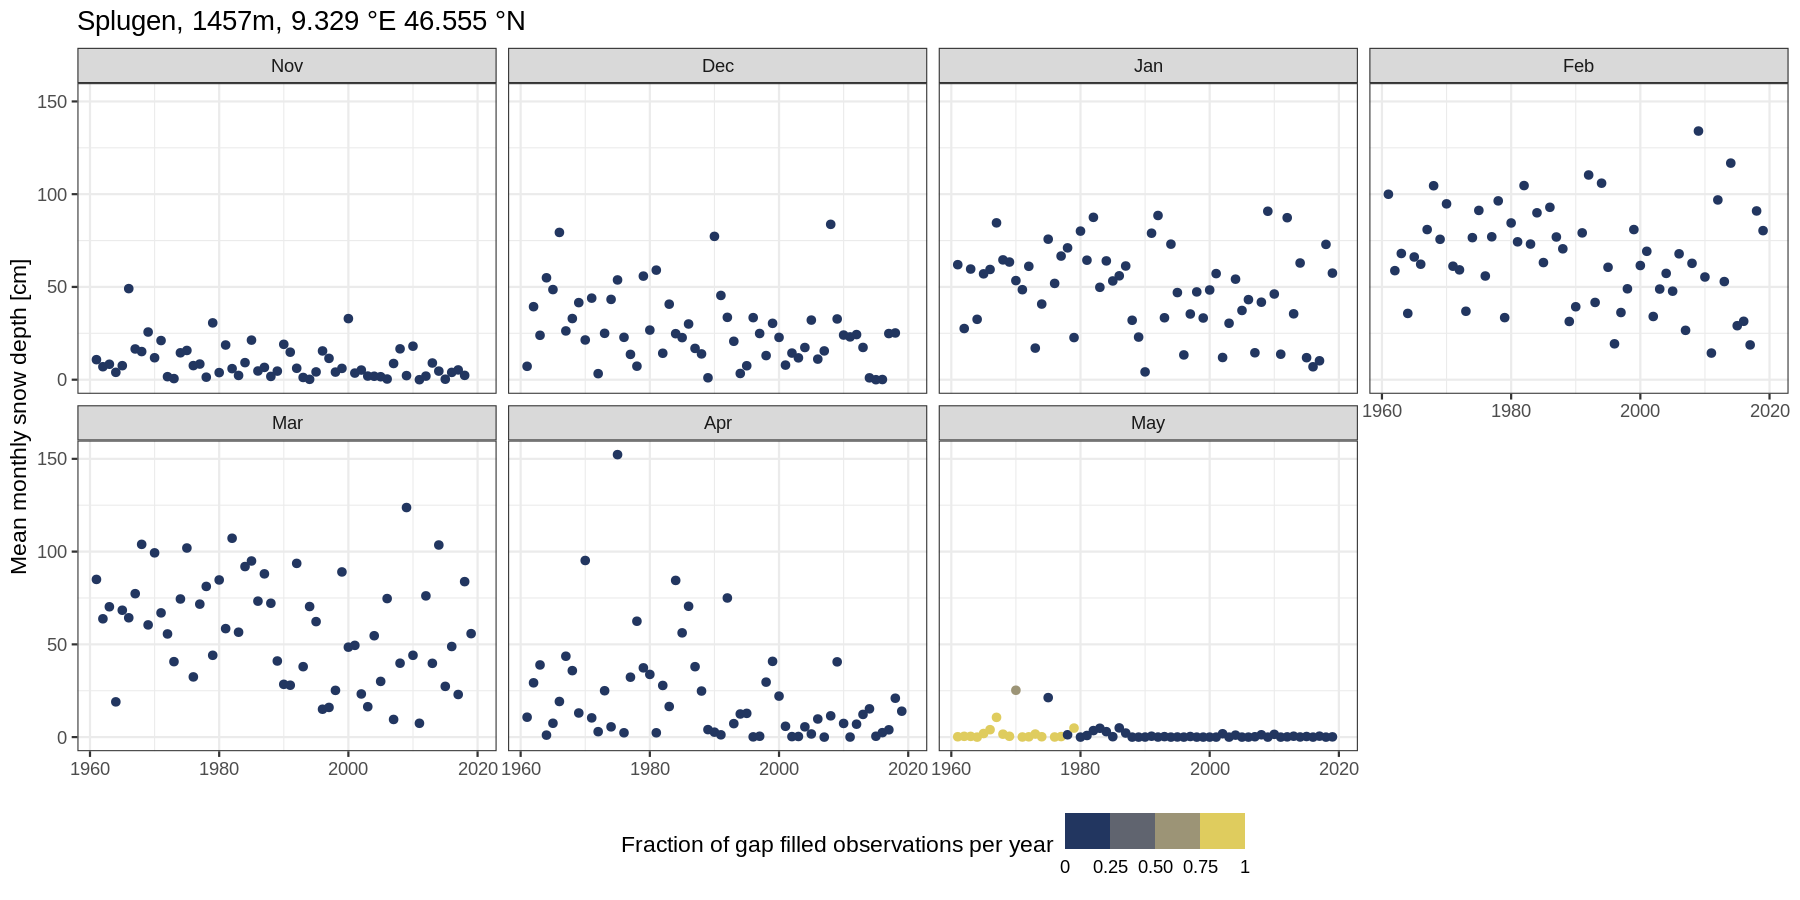 Splugen, 1457m, 9.329 °E 46.555 °N
Nov
Dec
Jan
Feb
150
100
50
0
1960
1980
2000
2020
Mar
Apr
May
150
100
50
0
1960
1980
2000
2020
1960
1980
2000
2020
1960
1980
2000
2020
Mean monthly snow depth [cm]
Fraction of gap filled observations per year
0
0.25
0.50
0.75
1